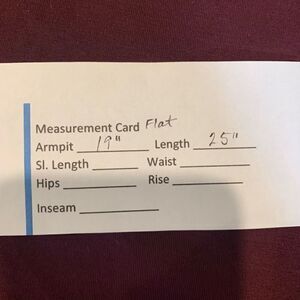 Measurement Card Flat
Armpit 19" Length 25"
Sl. Length Waist
Hips Rise
Inseam